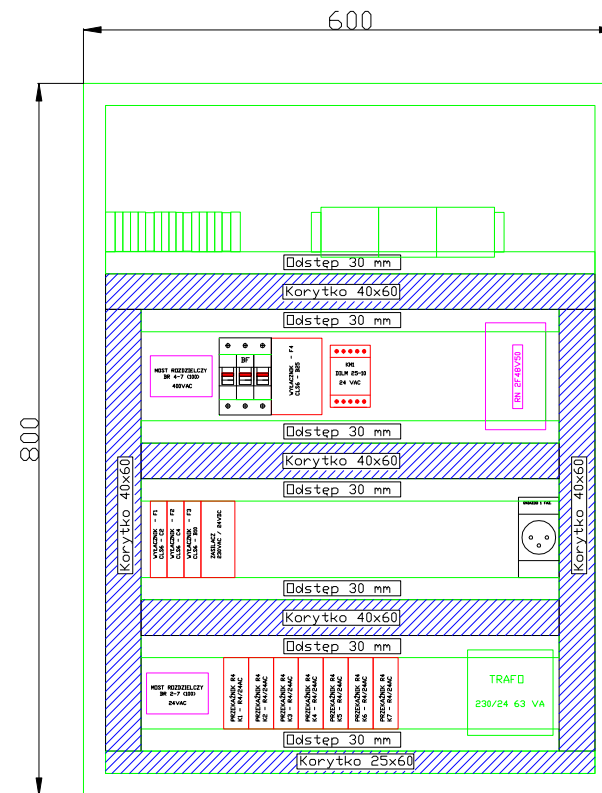 600
800
Odstęp 30 mm
Korytko 40x60
Odstęp 30 mm
MOST ROZDZIELCZY
BR 4-7 (100)
400VAC
BF
WYŁĄCZNIK - F4
CLS6 - B25
KM1
DILM 25-10
24 VAC
RN 2F48V50
Odstęp 30 mm
Korytko 40x60
Korytko 40x60
Korytko 40x60
Odstęp 30 mm
WYŁĄCZNIK - F1
CLS6 - C2
WYŁĄCZNIK - F2
CLS6 - C4
WYŁĄCZNIK - F3
CLS6 - B10
ZASILACZ
230VAC / 24VDC
Odstęp 30 mm
Korytko 40x60
Odstęp 30 mm
MOST ROZDZIELCZY
BR 2-7 (100)
24VAC
PRZEKAŹNIK R4
K1 - R4/24AC
PRZEKAŹNIK R4
K2 - R4/24AC
PRZEKAŹNIK R4
K3 - R4/24AC
PRZEKAŹNIK R4
K4 - R4/24AC
PRZEKAŹNIK R4
K5 - R4/24AC
PRZEKAŹNIK R4
K6 - R4/24AC
PRZEKAŹNIK R4
K7 - R4/24AC
TRAFO
230/24 63 VA
Odstęp 30 mm
Korytko 25x60